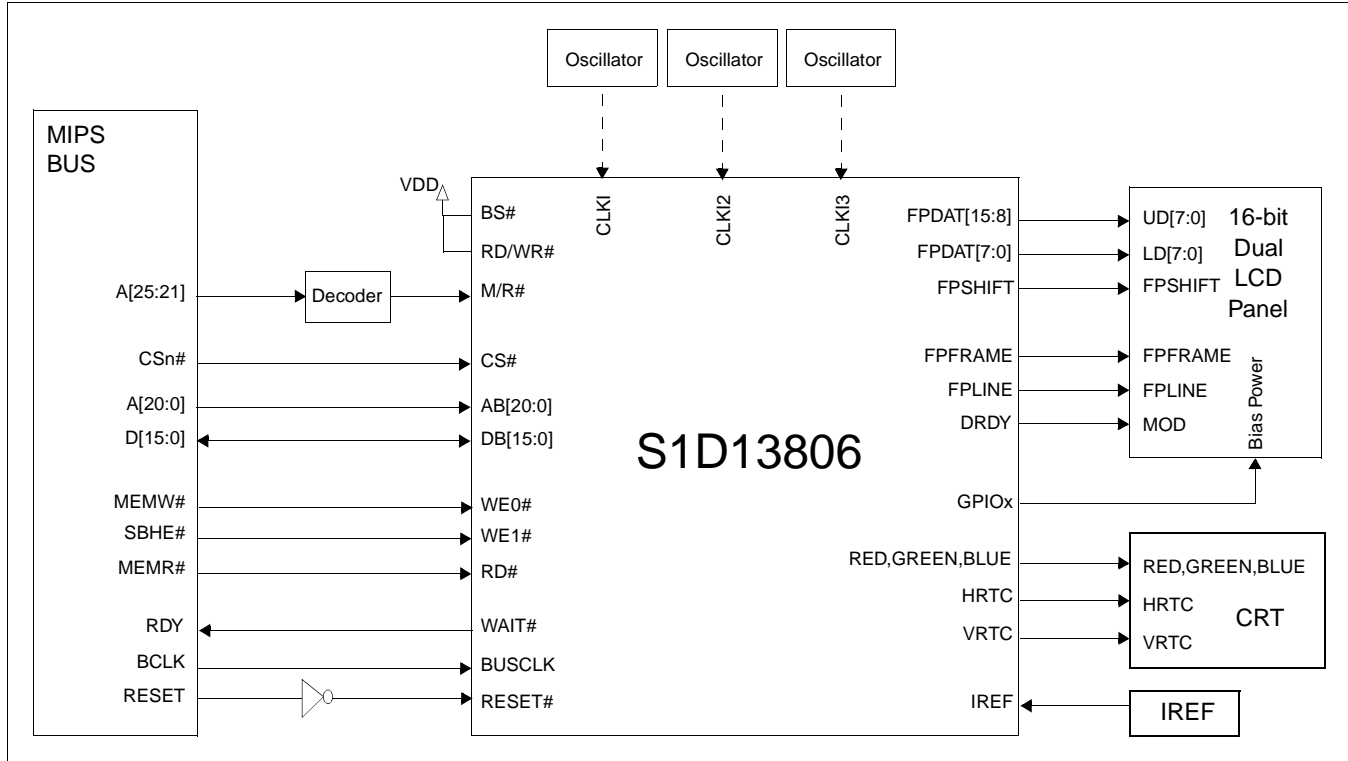 Oscillator
Oscillator
Oscillator
MIPS
BUS
A[25:21]
CSn#
A[20:0]
D[15:0]
MEMW#
SBHE#
MEMR#
RDY
BCLK
RESET
VDD
Decoder
BS#
RD/WR#
M/R#
CS#
AB[20:0]
DB[15:0]
WE0#
WE1#
RD#
WAIT#
BUSCLK
RESET#
CLKI
CLKI2
CLKI3
S1D13806
FPDAT[15:8]
FPDAT[7:0]
FPSHIFT
FPFRAME
FPLINE
DRDY
GPIOx
RED,GREEN,BLUE
HRTC
VRTC
IREF
UD[7:0]
LD[7:0]
FPSHIFT
FPFRAME
FPLINE
MOD
16-bit
Dual
LCD
Panel
Bias Power
RED,GREEN,BLUE
HRTC
VRTC
CRT
IREF